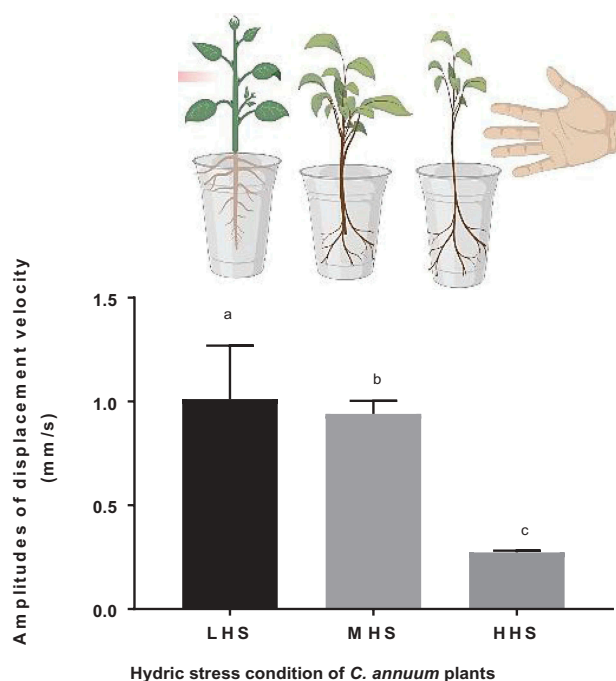 1.5
a
b
1.0
0.5
c
0.0
LHS MHS HHS
Amplitudes of displacement velocity
(mm/s)
Hydric stress condition of C. annuum plants